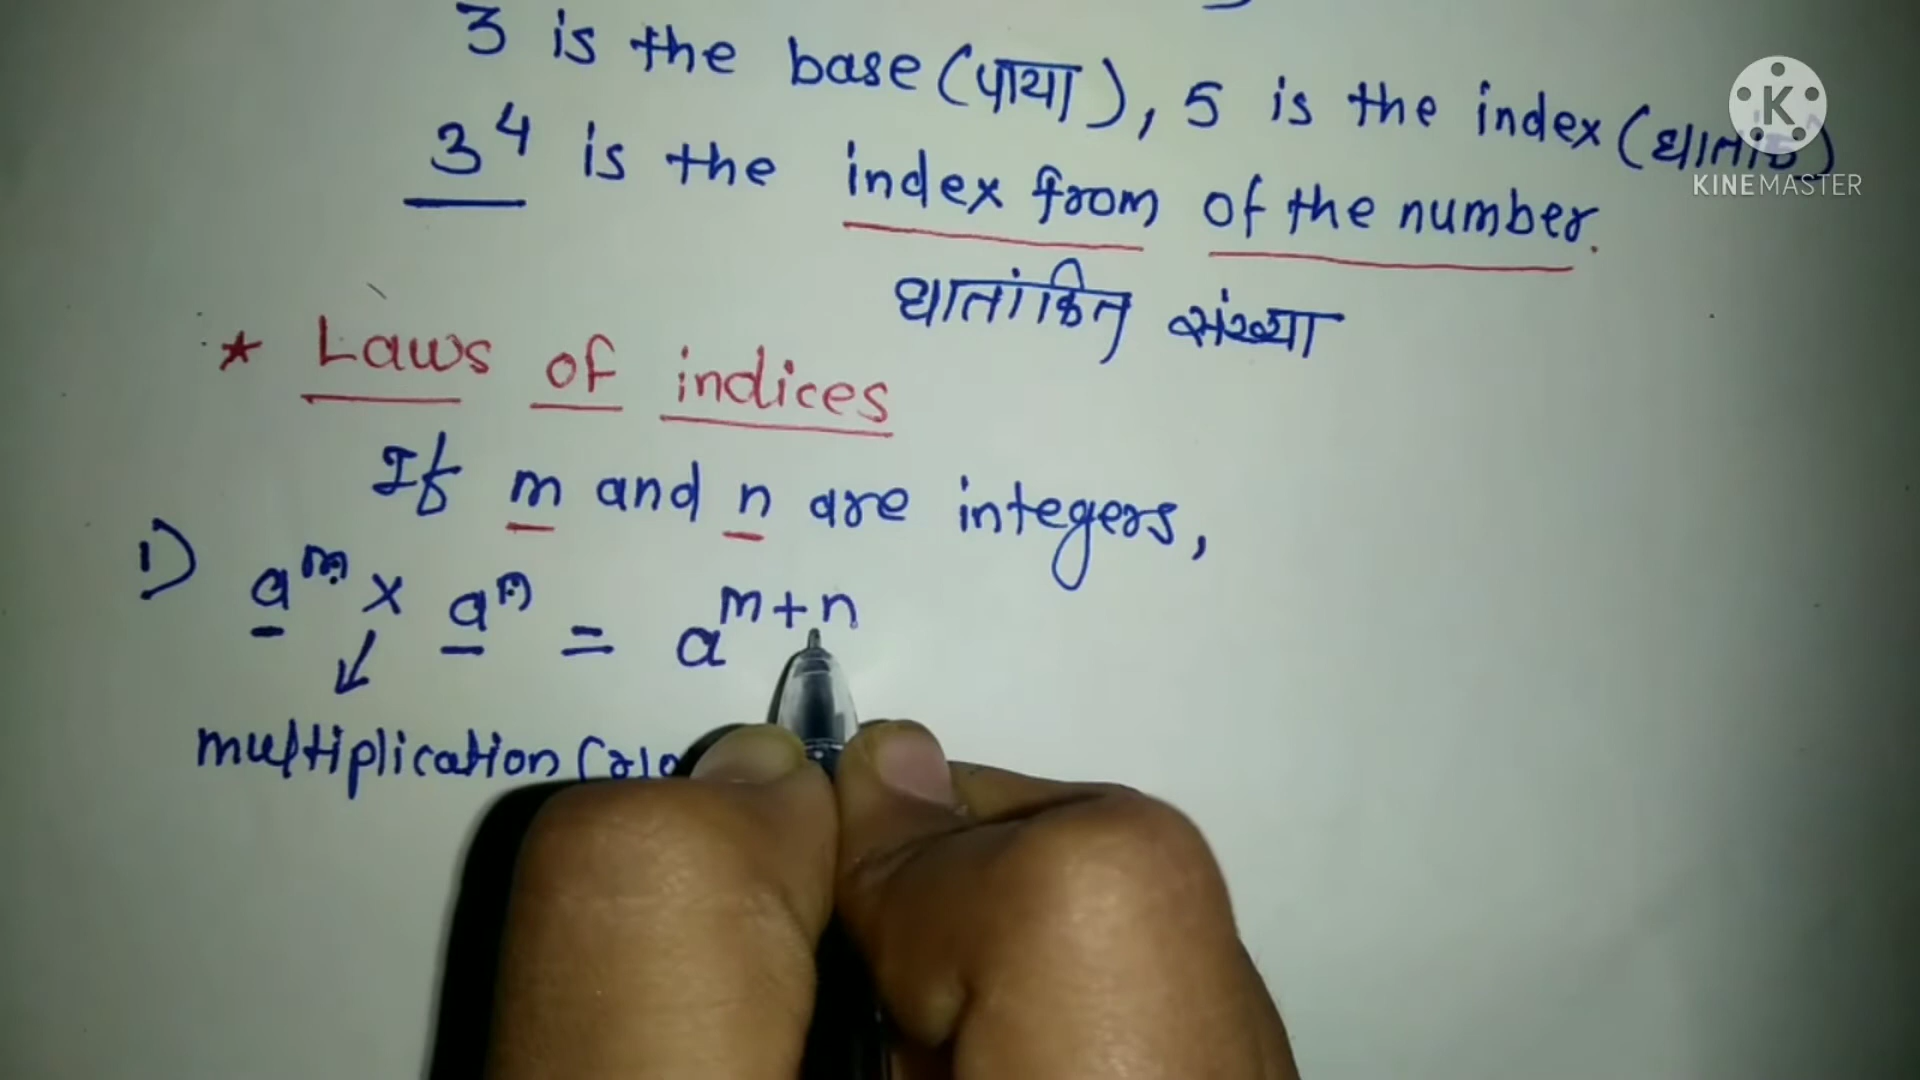 3 is the base (पाया), 5 is the index (घातांक)
3⁴ is the index from of the number.
घातांकित संख्या
* Laws of indices
If m and n are integers,
1) aᵐ × aⁿ = aᵐ⁺ⁿ
multiplication
KINEMASTER